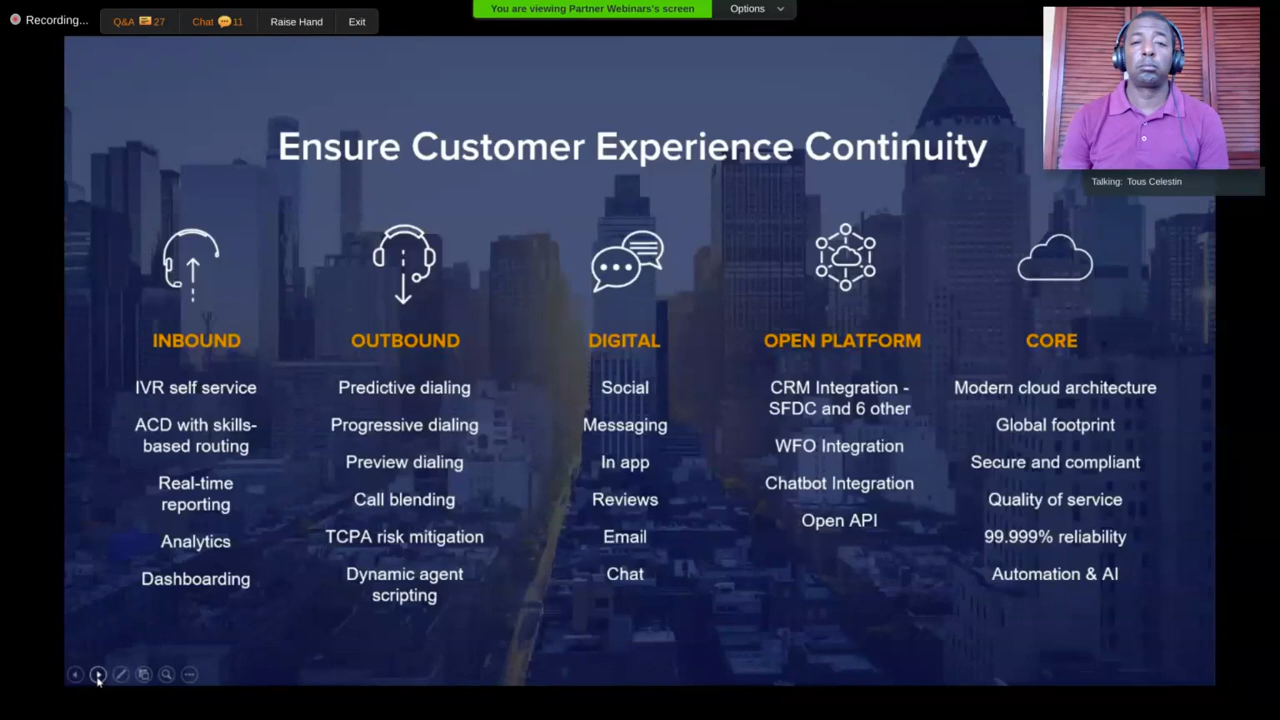 Recording...
Q&A 27
Chat 11
Raise Hand
Exit
You are viewing Partner Webinars's screen
Options
Talking: Tous Celestin
Ensure Customer Experience Continuity
INBOUND
IVR self service
ACD with skills-
based routing
Real-time
reporting
Analytics
Dashboarding
OUTBOUND
Predictive dialing
Progressive dialing
Preview dialing
Call blending
TCPA risk mitigation
Dynamic agent
scripting
DIGITAL
Social
Messaging
In app
Reviews
Email
Chat
OPEN PLATFORM
CRM Integration -
SFDC and 6 other
WFO Integration
Chatbot Integration
Open API
CORE
Modern cloud architecture
Global footprint
Secure and compliant
Quality of service
99.999% reliability
Automation & AI